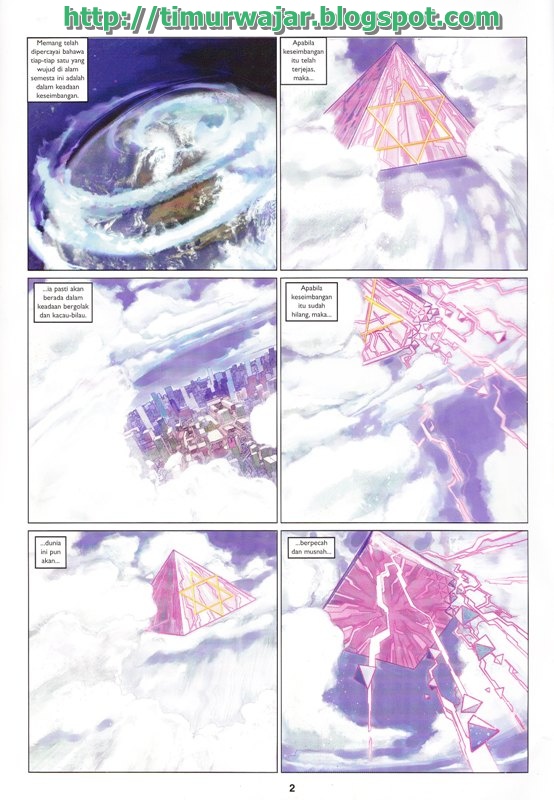 http://timurwajar.blogspot.com
Memang telah
dipercayai bahawa
tiap-tiap satu yang
wujud di alam
semesta ini adalah
dalam keadaan
keseimbangan.
Apabila
keseimbangan
itu telah
terjejas,
maka...
...ia pasti akan
berada dalam
keadaan bergolak
dan kacau-bilau.
Apabila
keseimbangan
itu sudah
hilang, maka...
...dunia
ini pun
akan...
...berpecah
dan musnah...
2